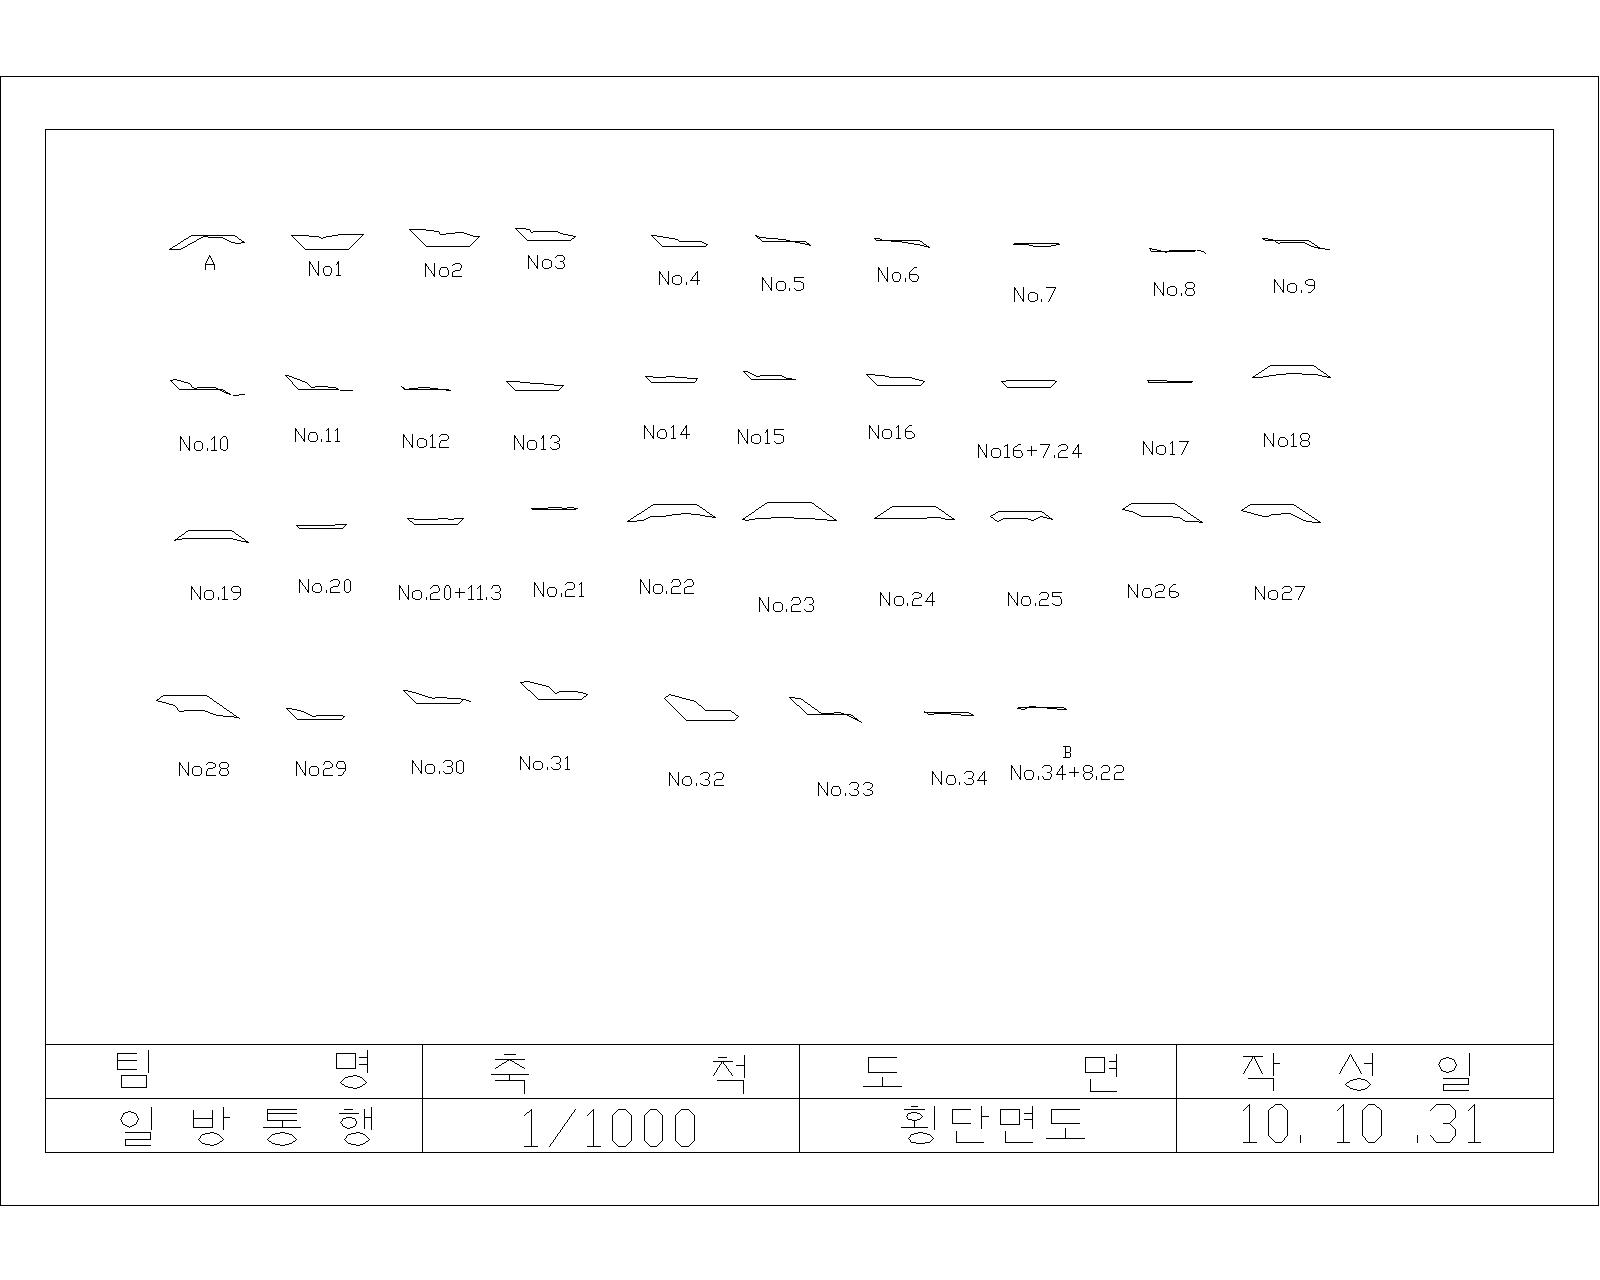 A No1 No2 No3 No.4 No.5 No.6 No.7 No.8 No.9
No.10 No.11 No12 No13 No14 No15 No16 No16+7.24 No17 No18
No.19 No.20 No.20+11.3 No.21 No.22 No.23 No.24 No.25 No26 No27
No28 No29 No.30 No.31 No.32 No.33 No.34 B
No.34+8.22
팀 명 축 척 도 면 작 성 일
일 방 통 행 1/1000 횡단면도 10. 10 .31